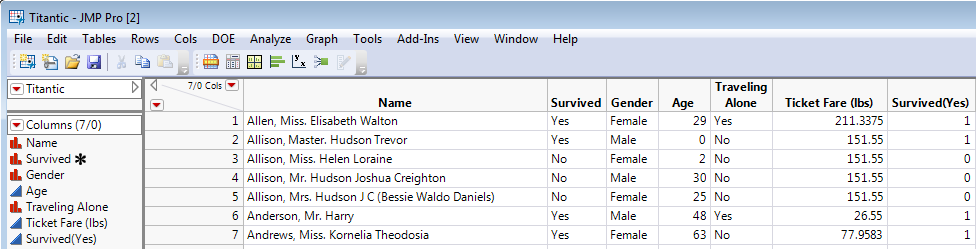 Titantic - JMP Pro [2]
File Edit Tables Rows Cols DOE Analyze Graph Tools Add-Ins View Window Help
Titantic
7/0 Cols
Columns (7/0)
Name
Survived
Gender
Age
Traveling Alone
Ticket Fare (lbs)
Survived(Yes)
Name Survived Gender Age Traveling Alone Ticket Fare (lbs) Survived(Yes)
1 Allen, Miss. Elisabeth Walton Yes Female 29 Yes 211.3375 1
2 Allison, Master. Hudson Trevor Yes Male 0 No 151.55 1
3 Allison, Miss. Helen Loraine No Female 2 No 151.55 0
4 Allison, Mr. Hudson Joshua Creighton No Male 30 No 151.55 0
5 Allison, Mrs. Hudson J C (Bessie Waldo Daniels) No Female 25 No 151.55 0
6 Anderson, Mr. Harry Yes Male 48 Yes 26.55 1
7 Andrews, Miss. Kornelia Theodosia Yes Female 63 No 77.9583 1